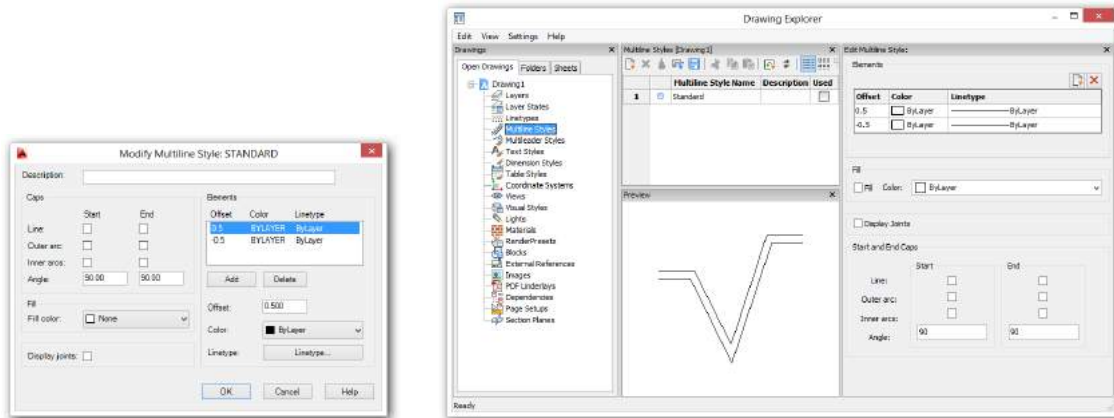 Modify Multiline Style: STANDARD
Description:
Caps
Start End
Line:
Outer arc:
Inner arcs:
Angle: 90.00 90.00
Fill
Fill color: None
Display joints:
Elements
Offset Color Linetype
0.5 BYLAYER ByLayer
-0.5 BYLAYER ByLayer
Add Delete
Offset: 0.500
Color: ByLayer
Linetype: Linetype...
OK Cancel Help
Drawing Explorer
Edit View Settings Help
Drawings
Open Drawings Folders Sheets
Drawing1
Layers
Layer States
Linetypes
Multiline Styles
Multileader Styles
Text Styles
Dimension Styles
Table Styles
Coordinate Systems
Views
Visual Styles
Lights
Materials
RenderPresets
Blocks
External References
Images
PDF Underlays
Dependencies
Page Setups
Section Planes
Multiline Styles [Drawing1]
Multiline Style Name Description Used
1 Standard
Preview
Edit Multiline Style:
Elements
Offset Color Linetype
0.5 ByLayer ByLayer
-0.5 ByLayer ByLayer
Fill
Fill Color: ByLayer
Display Joints
Start and End Caps
Start End
Line:
Outer arc:
Inner arcs:
Angle: 90 90
Ready